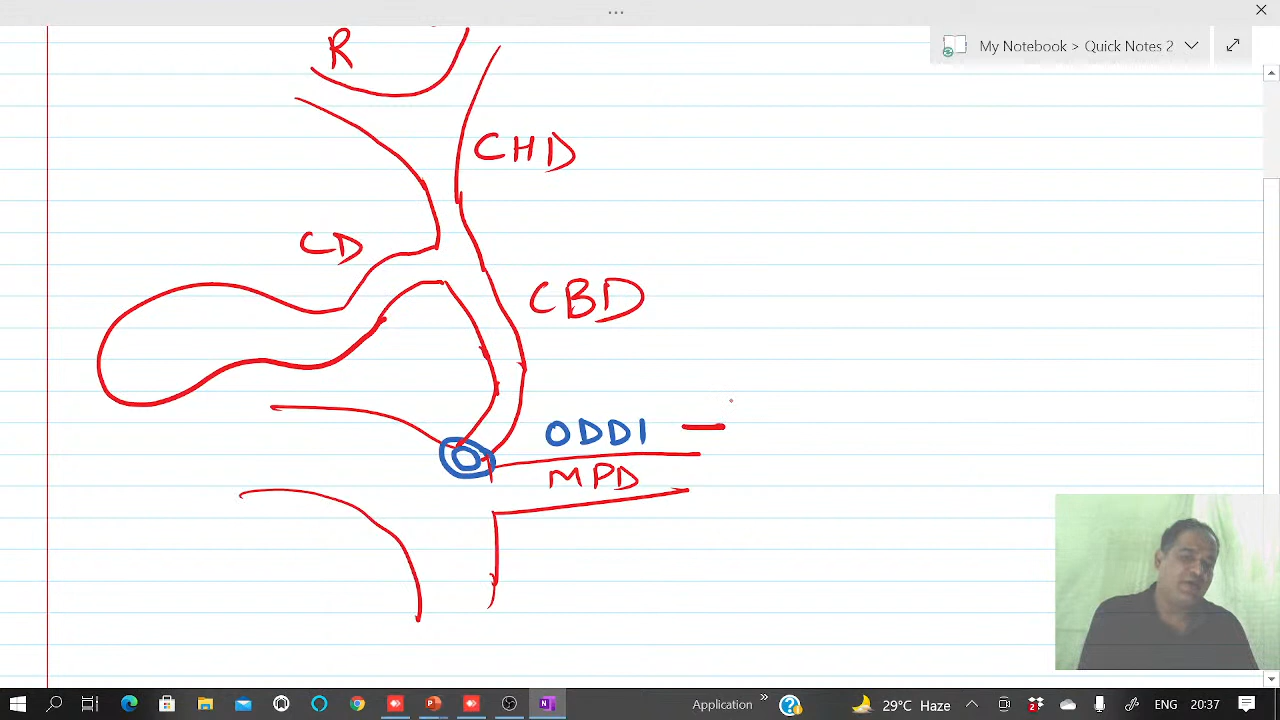 My Notebook > Quick Notes 2
R
CHD
CD
CBD
ODDI —
MPD
Application
»
29°C Haze
ENG
20:37